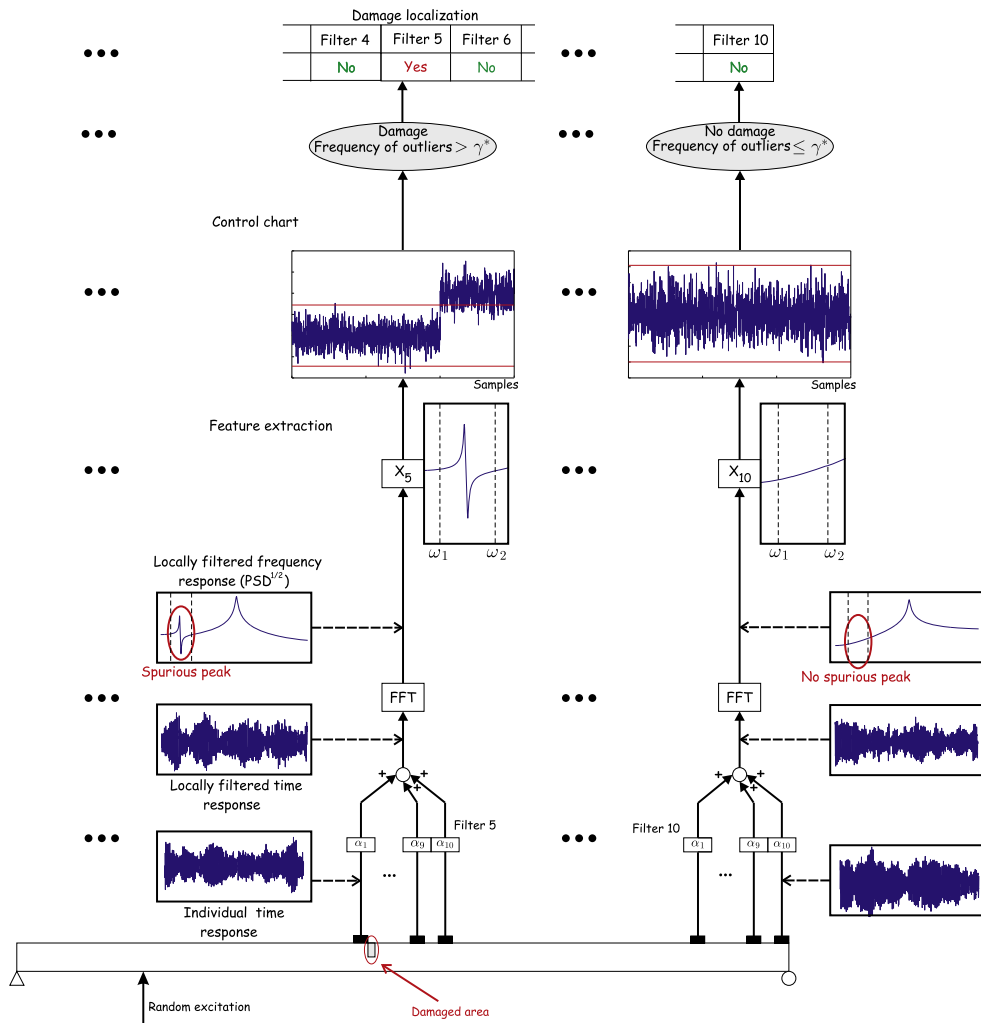 Damage localization
Filter 4 Filter 5 Filter 6 Filter 10
No Yes No No
Damage
Frequency of outliers > γ*
No damage
Frequency of outliers ≤ γ*
Control chart
Samples
Samples
Feature extraction
X5
X10
ω1 ω2
ω1 ω2
Locally filtered frequency
response (PSD1/2)
Spurious peak
No spurious peak
FFT
FFT
Locally filtered time
response
+ + +
+ + +
Filter 5
Filter 10
α1 ... α9 α10
α1 ... α9 α10
Individual time
response
Random excitation
Damaged area